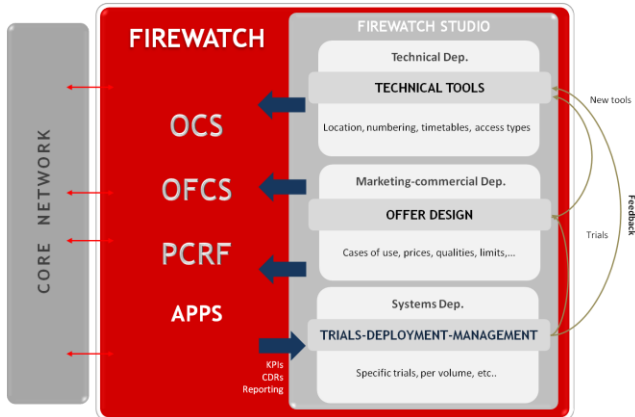 FIREWATCH
FIREWATCH STUDIO
CORE NETWORK
OCS
OFCS
PCRF
APPS
KPIs
CDRs
Reporting
Technical Dep.
TECHNICAL TOOLS
Location, numbering, timetables, access types
Marketing-commercial Dep.
OFFER DESIGN
Cases of use, prices, qualities, limits,...
Systems Dep.
TRIALS-DEPLOYMENT-MANAGEMENT
Specific trials, per volume, etc..
New tools
Feedback
Trials